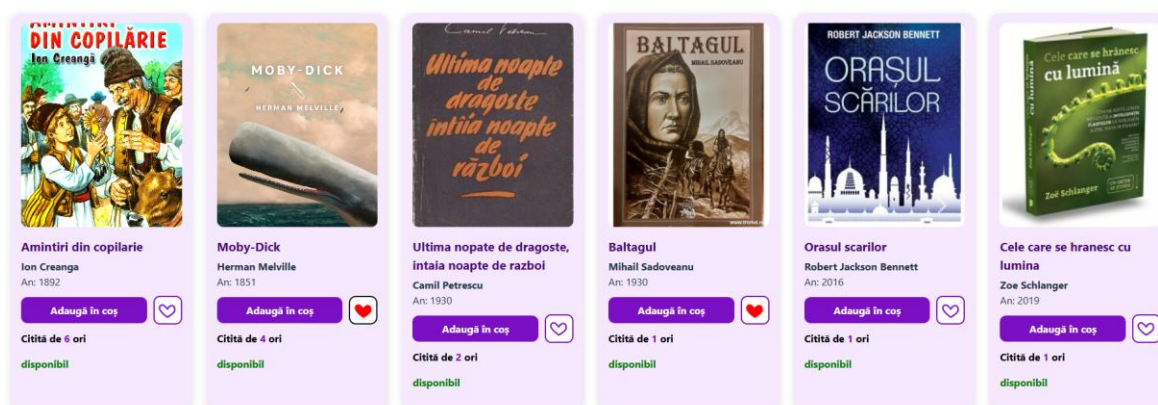 AMINTIRI
DIN COPILĂRIE
Ion Creangă
Amintiri din copilarie
Ion Creanga
An: 1892
Adaugă în coș
Citită de 6 ori
disponibil
MOBY-DICK
HERMAN MELVILLE
Moby-Dick
Herman Melville
An: 1851
Adaugă în coș
Citită de 4 ori
disponibil
Camil Petrescu
Ultima noapte
de
dragoste
întîia noapte
de
război
Ultima nopate de dragoste,
intaia noapte de razboi
Camil Petrescu
An: 1930
Adaugă în coș
Citită de 2 ori
disponibil
BALTAGUL
MIHAIL SADOVEANU
Baltagul
Mihail Sadoveanu
An: 1930
Adaugă în coș
Citită de 1 ori
disponibil
ROBERT JACKSON BENNETT
ORAȘUL
SCĂRILOR
Orasul scarilor
Robert Jackson Bennett
An: 2016
Adaugă în coș
Citită de 1 ori
disponibil
Cele care se hrănesc
cu lumină
Zoë Schlanger
Cele care se hranesc cu
lumina
Zoe Schlanger
An: 2019
Adaugă în coș
Citită de 1 ori
disponibil